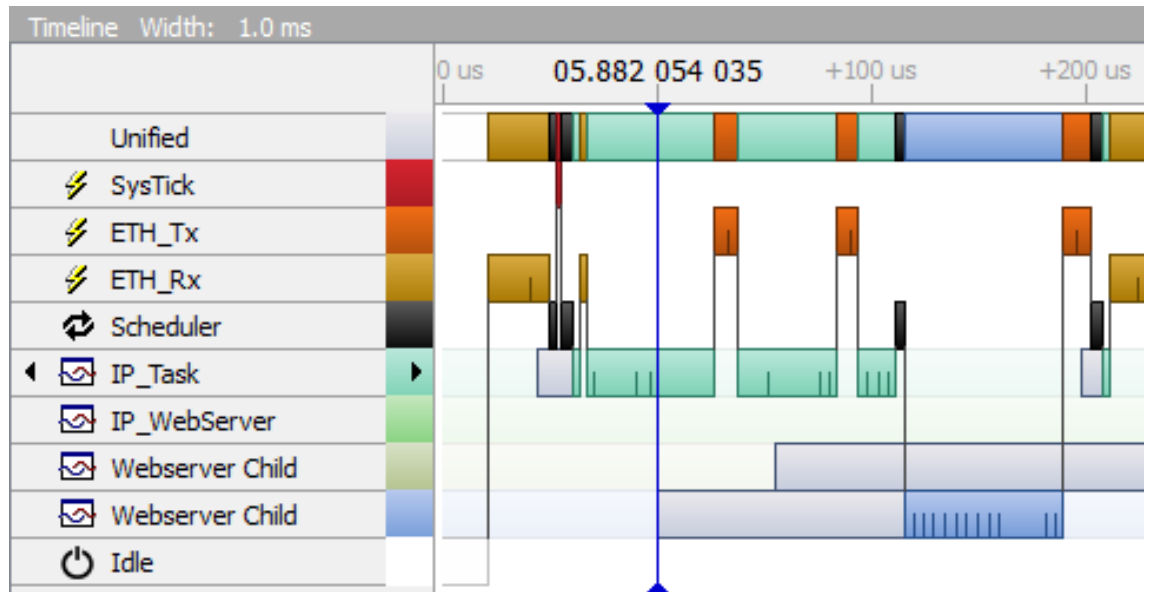 Timeline Width: 1.0 ms
0 us 05.882 054 035 +100 us +200 us
Unified
SysTick
ETH_Tx
ETH_Rx
Scheduler
IP_Task
IP_WebServer
Webserver Child
Webserver Child
Idle